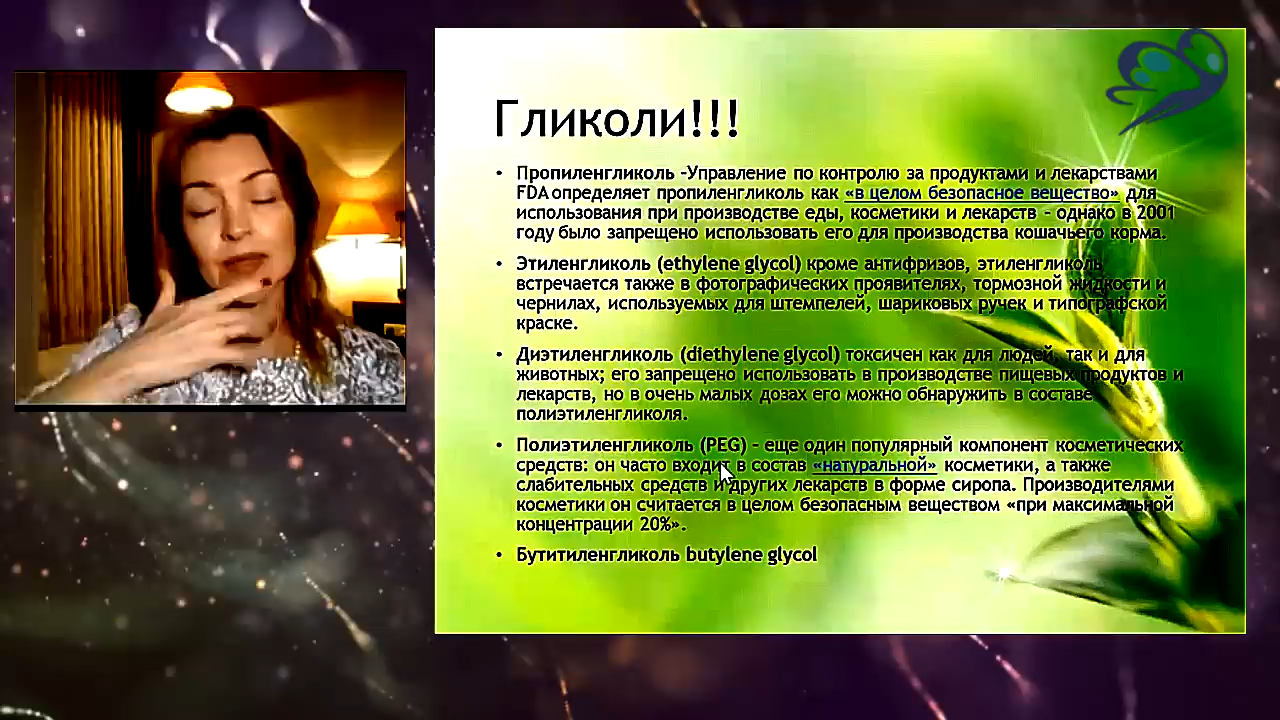 Гликоли!!!
• Пропиленгликоль –Управление по контролю за продуктами и лекарствами
FDA определяет пропиленгликоль как «в целом безопасное вещество» для
использования при производстве еды, косметики и лекарств – однако в 2001
году было запрещено использовать его для производства кошачьего корма.
• Этиленгликоль (ethylene glycol) кроме антифризов, этиленгликоль
встречается также в фотографических проявителях, тормозной жидкости и
чернилах, используемых для штемпелей, шариковых ручек и типографской
краске.
• Диэтиленгликоль (diethylene glycol) токсичен как для людей, так и для
животных; его запрещено использовать в производстве пищевых продуктов и
лекарств, но в очень малых дозах его можно обнаружить в составе
полиэтиленгликоля.
• Полиэтиленгликоль (PEG) – еще один популярный компонент косметических
средств: он часто входит в состав «натуральной» косметики, а также
слабительных средств и других лекарств в форме сиропа. Производителями
косметики он считается в целом безопасным веществом «при максимальной
концентрации 20%».
• Бутитиленгликоль butylene glycol